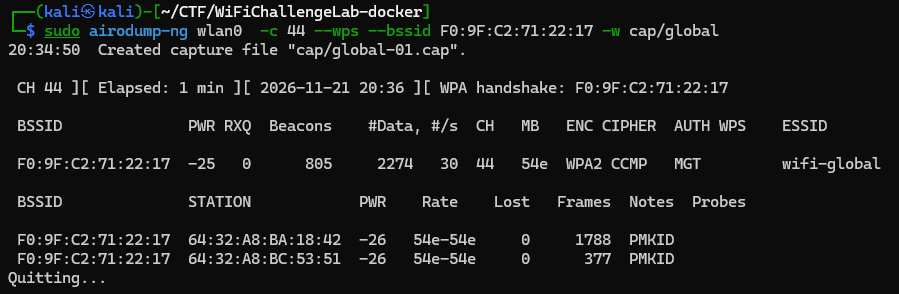 ┌──(kali㉿kali)-[~/CTF/WiFiChallengeLab-docker]
└─$ sudo airodump-ng wlan0  -c 44 --wps --bssid F0:9F:C2:71:22:17 -w cap/global
20:34:50  Created capture file "cap/global-01.cap".
CH 44 ][ Elapsed: 1 min ][ 2026-11-21 20:36 ][ WPA handshake: F0:9F:C2:71:22:17
BSSID              PWR RXQ  Beacons    #Data, #/s  CH   MB   ENC CIPHER  AUTH WPS    ESSID
F0:9F:C2:71:22:17  -25   0      805     2274   30  44   54e  WPA2 CCMP   MGT         wifi-global
BSSID              STATION            PWR    Rate    Lost   Frames  Notes  Probes
F0:9F:C2:71:22:17  64:32:A8:BA:18:42  -26   54e-54e     0     1788  PMKID
F0:9F:C2:71:22:17  64:32:A8:BC:53:51  -26   54e-54e     0      377  PMKID
Quitting...